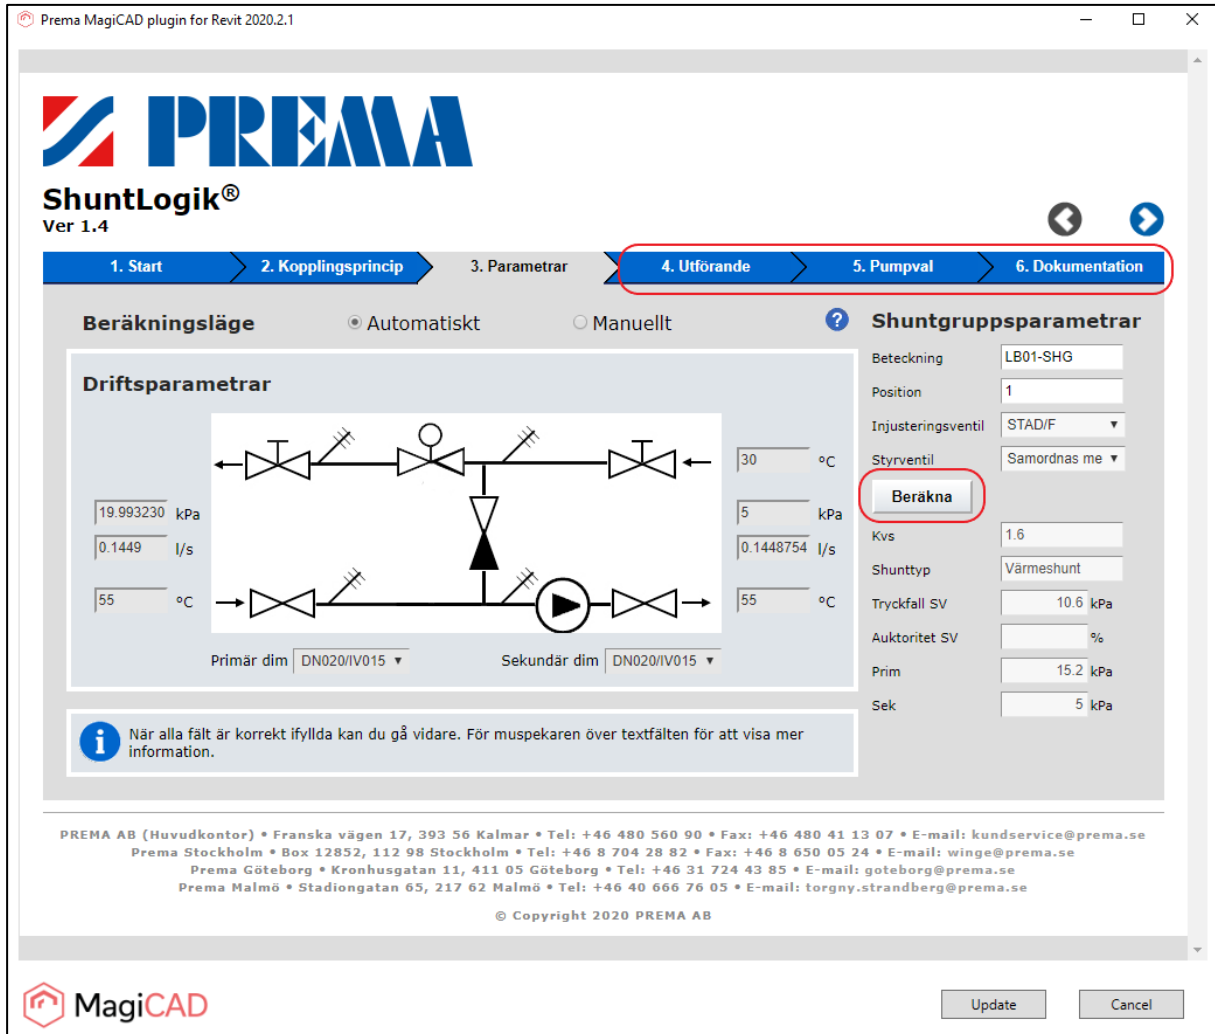 Prema MagiCAD plugin for Revit 2020.2.1
PREMA
ShuntLogik®
Ver 1.4
1. Start
2. Kopplingsprincip
3. Parametrar
4. Utförande
5. Pumpval
6. Dokumentation
Beräkningsläge
Automatiskt
Manuellt
?
Driftsparametrar
30 ºC
19.993230 kPa
5 kPa
0.1449 l/s
0.1448754 l/s
55 ºC
55 ºC
Primär dim DN020/IV015
Sekundär dim DN020/IV015
i
När alla fält är korrekt ifyllda kan du gå vidare. För muspekaren över textfälten för att visa mer
information.
Shuntgruppsparametrar
Beteckning LB01-SHG
Position 1
Injusteringsventil STAD/F
Styrventil Samordnas me
Beräkna
Kvs 1.6
Shunttyp Värmeshunt
Tryckfall SV 10.6 kPa
Auktoritet SV %
Prim 15.2 kPa
Sek 5 kPa
PREMA AB (Huvudkontor) • Franska vägen 17, 393 56 Kalmar • Tel: +46 480 560 90 • Fax: +46 480 41 13 07 • E-mail: kundservice@prema.se
Prema Stockholm • Box 12852, 112 98 Stockholm • Tel: +46 8 704 28 82 • Fax: +46 8 650 05 24 • E-mail: winge@prema.se
Prema Göteborg • Kronhusgatan 11, 411 05 Göteborg • Tel: +46 31 724 43 85 • E-mail: goteborg@prema.se
Prema Malmö • Stadiongatan 65, 217 62 Malmö • Tel: +46 40 666 76 05 • E-mail: torgny.strandberg@prema.se
© Copyright 2020 PREMA AB
MagiCAD
Update
Cancel